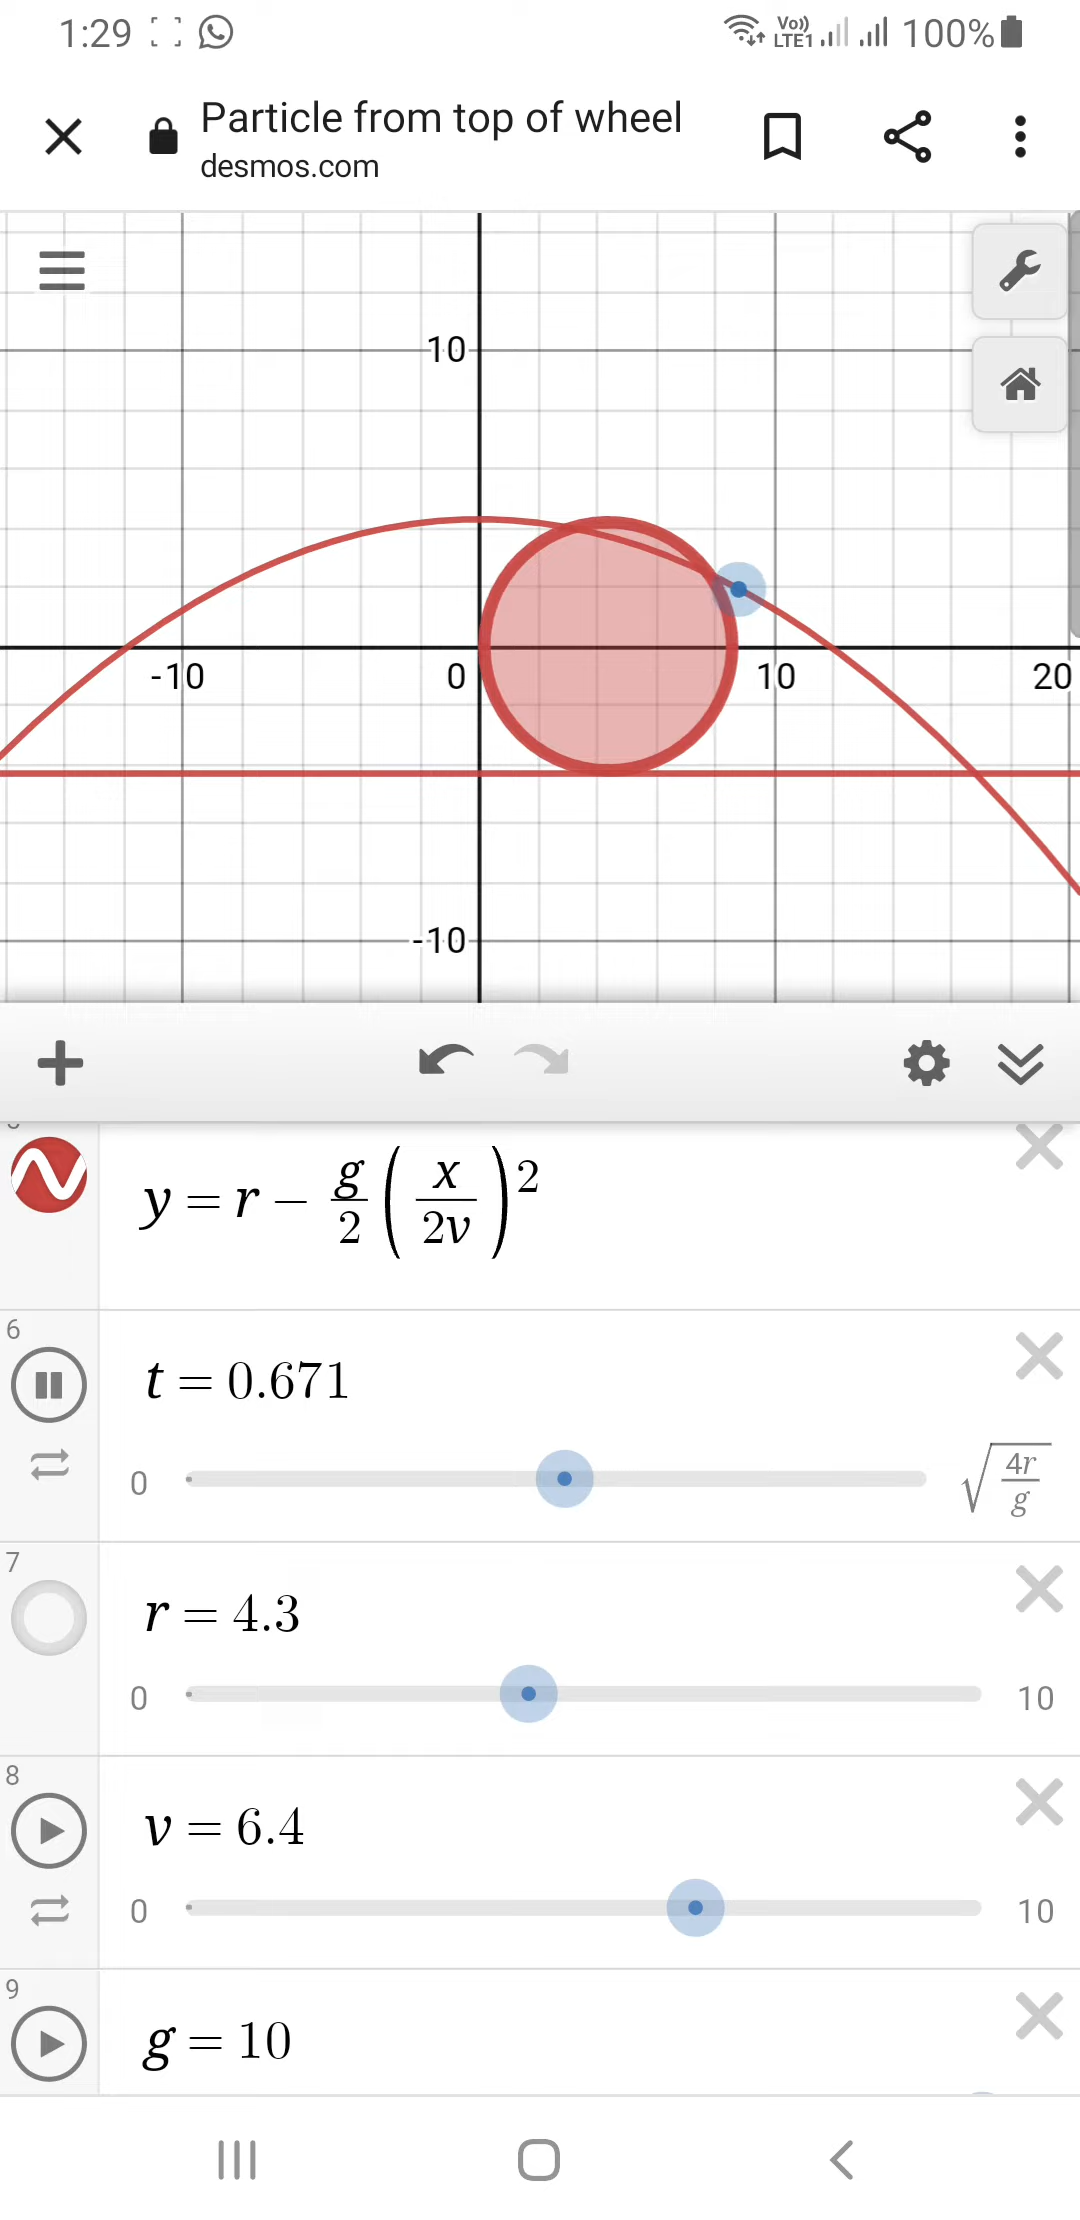 1:29 Vo)) LTE1 100%
Particle from top of wheel
desmos.com
10
-10 0 10 20
-10
y = r − g/2 (x/2v)^2
6
t = 0.671
0 √(4r/g)
7
r = 4.3
0 10
8
v = 6.4
0 10
9
g = 10